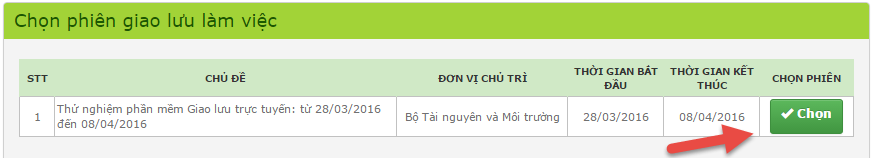 Chọn phiên giao lưu làm việc
STT CHỦ ĐỀ ĐƠN VỊ CHỦ TRÌ THỜI GIAN BẮT ĐẦU THỜI GIAN KẾT THÚC CHỌN PHIÊN
1 Thử nghiệm phần mềm Giao lưu trực tuyến: từ 28/03/2016 đến 08/04/2016 Bộ Tài nguyên và Môi trường 28/03/2016 08/04/2016 Chọn